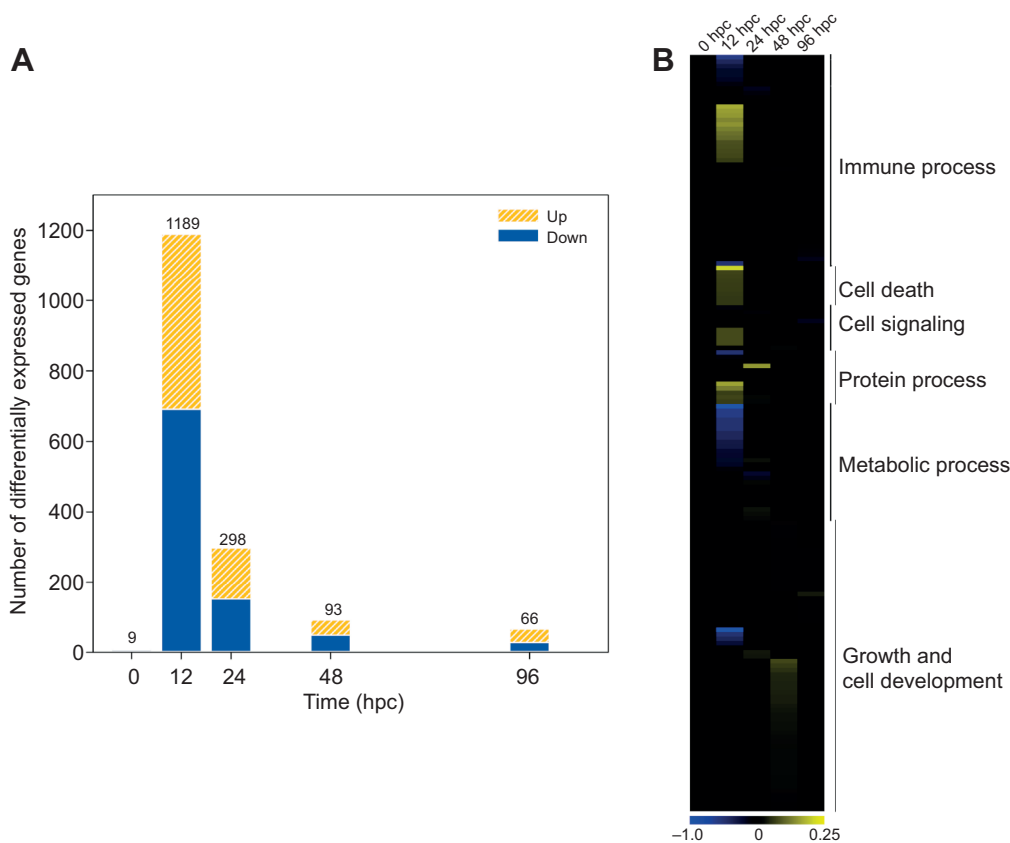 A
Number of differentially expressed genes
1200
1000
800
600
400
200
0
1189
298
93
66
9
Up
Down
0 12 24 48 96
Time (hpc)
B
0 hpc 12 hpc 24 hpc 48 hpc 96 hpc
Immune process
Cell death
Cell signaling
Protein process
Metabolic process
Growth and
cell development
–1.0 0 0.25